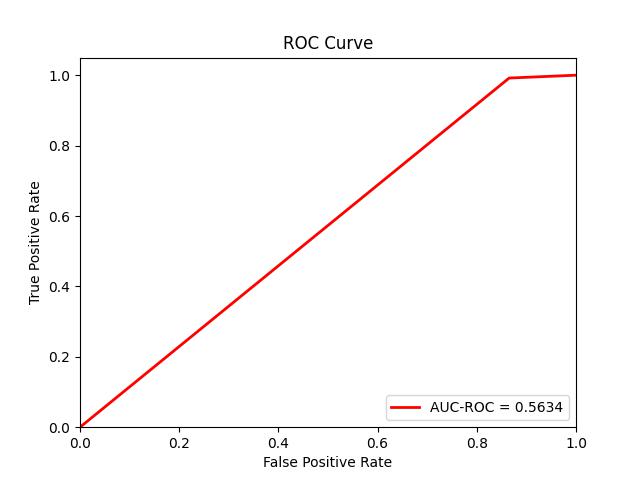 ROC Curve
1.0
0.8
0.6
0.4
0.2
0.0
True Positive Rate
AUC-ROC = 0.5634
0.0 0.2 0.4 0.6 0.8 1.0
False Positive Rate